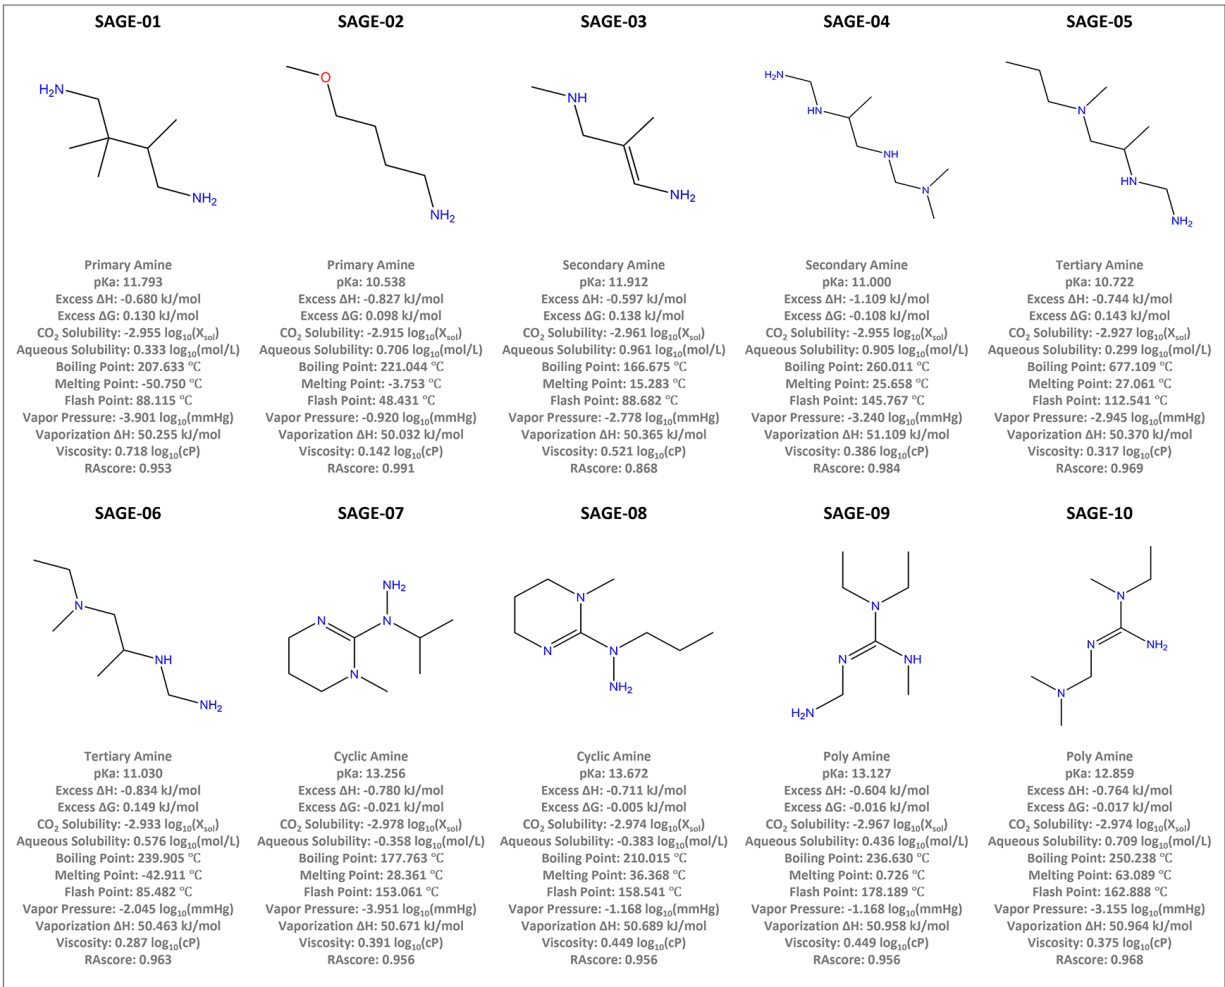 SAGE-01
H₂N
NH₂
Primary Amine
pKa: 11.793
Excess ΔH: -0.680 kJ/mol
Excess ΔG: 0.130 kJ/mol
CO₂ Solubility: -2.955 log₁₀(Xsol)
Aqueous Solubility: 0.333 log₁₀(mol/L)
Boiling Point: 207.633 ℃
Melting Point: -50.750 ℃
Flash Point: 88.115 ℃
Vapor Pressure: -3.901 log₁₀(mmHg)
Vaporization ΔH: 50.255 kJ/mol
Viscosity: 0.718 log₁₀(cP)
RAscore: 0.953
SAGE-02
O
NH₂
Primary Amine
pKa: 10.538
Excess ΔH: -0.827 kJ/mol
Excess ΔG: 0.098 kJ/mol
CO₂ Solubility: -2.915 log₁₀(Xsol)
Aqueous Solubility: 0.706 log₁₀(mol/L)
Boiling Point: 221.044 ℃
Melting Point: -3.753 ℃
Flash Point: 48.431 ℃
Vapor Pressure: -0.920 log₁₀(mmHg)
Vaporization ΔH: 50.032 kJ/mol
Viscosity: 0.142 log₁₀(cP)
RAscore: 0.991
SAGE-03
NH
NH₂
Secondary Amine
pKa: 11.912
Excess ΔH: -0.597 kJ/mol
Excess ΔG: 0.138 kJ/mol
CO₂ Solubility: -2.961 log₁₀(Xsol)
Aqueous Solubility: 0.961 log₁₀(mol/L)
Boiling Point: 166.675 ℃
Melting Point: 15.283 ℃
Flash Point: 88.682 ℃
Vapor Pressure: -2.778 log₁₀(mmHg)
Vaporization ΔH: 50.365 kJ/mol
Viscosity: 0.521 log₁₀(cP)
RAscore: 0.868
SAGE-04
H₂N
HN
NH
N
Secondary Amine
pKa: 11.000
Excess ΔH: -1.109 kJ/mol
Excess ΔG: -0.108 kJ/mol
CO₂ Solubility: -2.955 log₁₀(Xsol)
Aqueous Solubility: 0.905 log₁₀(mol/L)
Boiling Point: 260.011 ℃
Melting Point: 25.658 ℃
Flash Point: 145.767 ℃
Vapor Pressure: -3.240 log₁₀(mmHg)
Vaporization ΔH: 51.109 kJ/mol
Viscosity: 0.386 log₁₀(cP)
RAscore: 0.984
SAGE-05
N
HN
NH₂
Tertiary Amine
pKa: 10.722
Excess ΔH: -0.744 kJ/mol
Excess ΔG: 0.143 kJ/mol
CO₂ Solubility: -2.927 log₁₀(Xsol)
Aqueous Solubility: 0.299 log₁₀(mol/L)
Boiling Point: 677.109 ℃
Melting Point: 27.061 ℃
Flash Point: 112.541 ℃
Vapor Pressure: -2.945 log₁₀(mmHg)
Vaporization ΔH: 50.370 kJ/mol
Viscosity: 0.317 log₁₀(cP)
RAscore: 0.969
SAGE-06
N
NH
NH₂
Tertiary Amine
pKa: 11.030
Excess ΔH: -0.834 kJ/mol
Excess ΔG: 0.149 kJ/mol
CO₂ Solubility: -2.933 log₁₀(Xsol)
Aqueous Solubility: 0.576 log₁₀(mol/L)
Boiling Point: 239.905 ℃
Melting Point: -42.911 ℃
Flash Point: 85.482 ℃
Vapor Pressure: -2.045 log₁₀(mmHg)
Vaporization ΔH: 50.463 kJ/mol
Viscosity: 0.287 log₁₀(cP)
RAscore: 0.963
SAGE-07
NH₂
N
N
N
Cyclic Amine
pKa: 13.256
Excess ΔH: -0.780 kJ/mol
Excess ΔG: -0.021 kJ/mol
CO₂ Solubility: -2.978 log₁₀(Xsol)
Aqueous Solubility: -0.358 log₁₀(mol/L)
Boiling Point: 177.763 ℃
Melting Point: 28.361 ℃
Flash Point: 153.061 ℃
Vapor Pressure: -3.951 log₁₀(mmHg)
Vaporization ΔH: 50.671 kJ/mol
Viscosity: 0.391 log₁₀(cP)
RAscore: 0.956
SAGE-08
N
N
N
NH₂
Cyclic Amine
pKa: 13.672
Excess ΔH: -0.711 kJ/mol
Excess ΔG: -0.005 kJ/mol
CO₂ Solubility: -2.974 log₁₀(Xsol)
Aqueous Solubility: -0.383 log₁₀(mol/L)
Boiling Point: 210.015 ℃
Melting Point: 36.368 ℃
Flash Point: 158.541 ℃
Vapor Pressure: -1.168 log₁₀(mmHg)
Vaporization ΔH: 50.689 kJ/mol
Viscosity: 0.449 log₁₀(cP)
RAscore: 0.956
SAGE-09
N
N
NH
H₂N
Poly Amine
pKa: 13.127
Excess ΔH: -0.604 kJ/mol
Excess ΔG: -0.016 kJ/mol
CO₂ Solubility: -2.967 log₁₀(Xsol)
Aqueous Solubility: 0.436 log₁₀(mol/L)
Boiling Point: 236.630 ℃
Melting Point: 0.726 ℃
Flash Point: 178.189 ℃
Vapor Pressure: -1.168 log₁₀(mmHg)
Vaporization ΔH: 50.958 kJ/mol
Viscosity: 0.449 log₁₀(cP)
RAscore: 0.956
SAGE-10
N
N
NH₂
N
Poly Amine
pKa: 12.859
Excess ΔH: -0.764 kJ/mol
Excess ΔG: -0.017 kJ/mol
CO₂ Solubility: -2.974 log₁₀(Xsol)
Aqueous Solubility: 0.709 log₁₀(mol/L)
Boiling Point: 250.238 ℃
Melting Point: 63.089 ℃
Flash Point: 162.888 ℃
Vapor Pressure: -3.155 log₁₀(mmHg)
Vaporization ΔH: 50.964 kJ/mol
Viscosity: 0.375 log₁₀(cP)
RAscore: 0.968